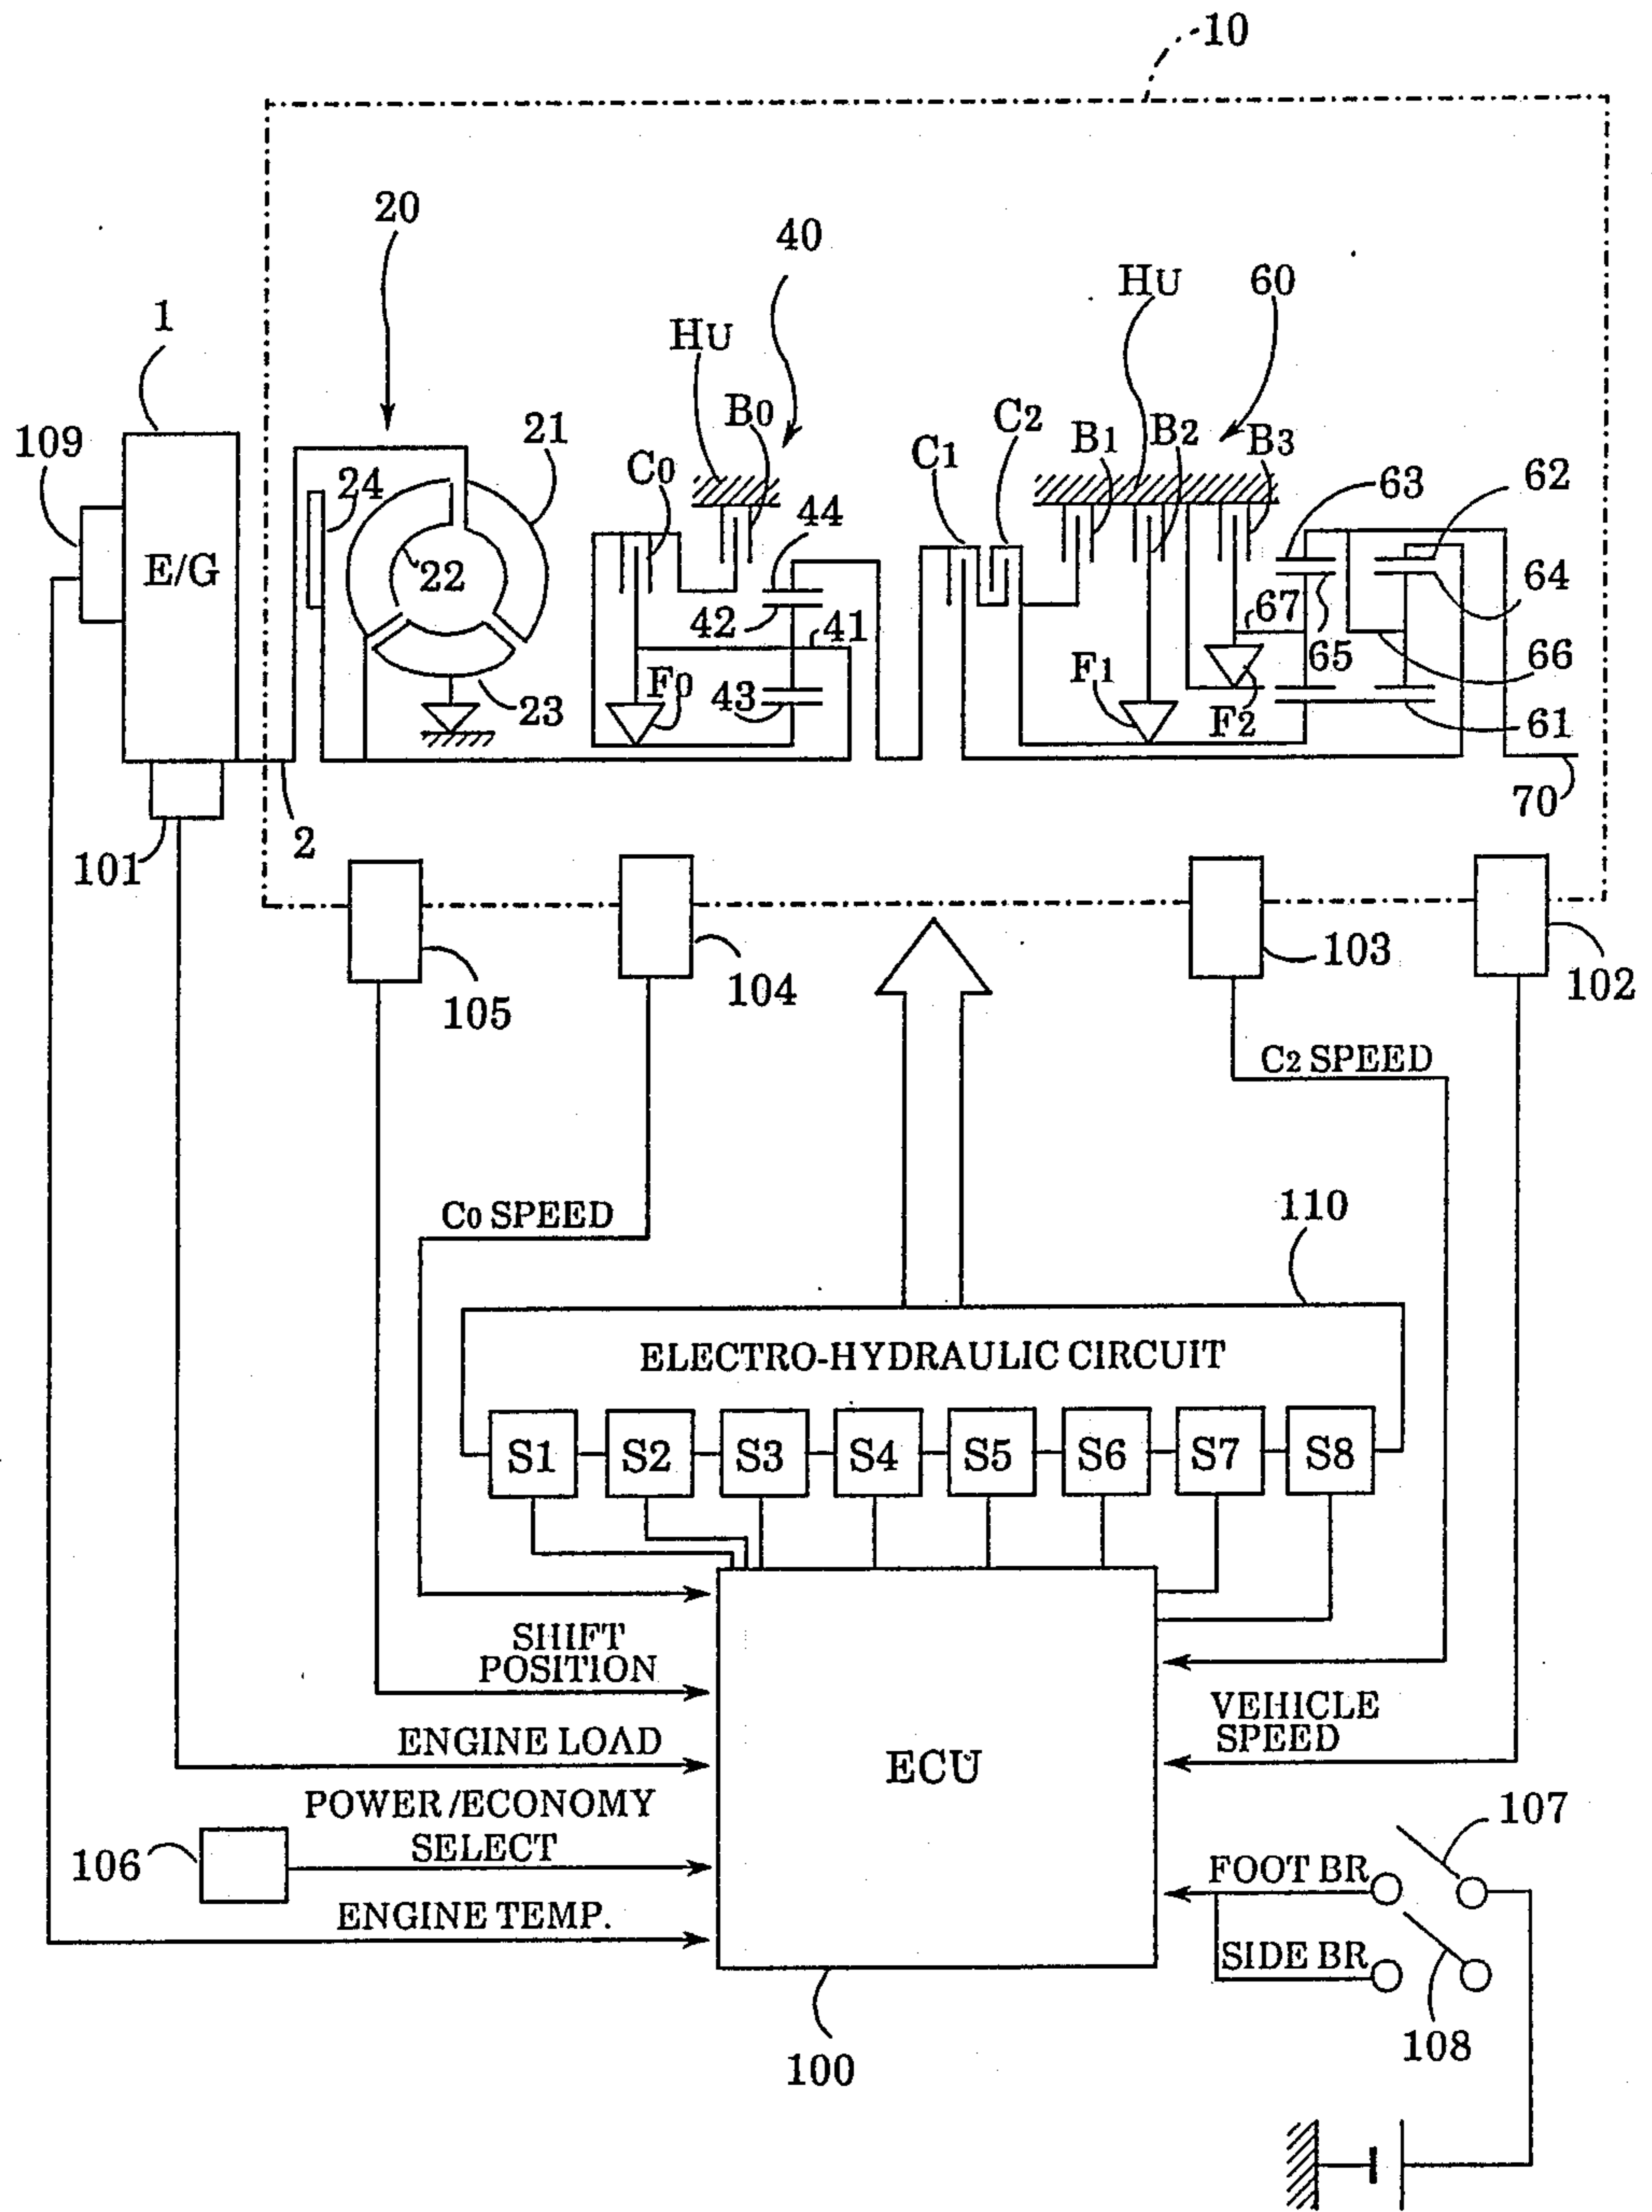 10
20
40
HU
60
1
HU
109
24
21
C0
B0
44
C1
C2
B1
B2
B3
63
62
E/G
22
42
41
67
64
F0
43
23
F1
F2
65
66
61
101
2
70
105
104
103
102
C2 SPEED
C0 SPEED
110
ELECTRO-HYDRAULIC CIRCUIT
S1 S2 S3 S4 S5 S6 S7 S8
SHIFT
POSITION
VEHICLE
SPEED
ENGINE LOAD
ECU
POWER/ECONOMY
SELECT
106
107
FOOT BR
ENGINE TEMP.
SIDE BR
108
100